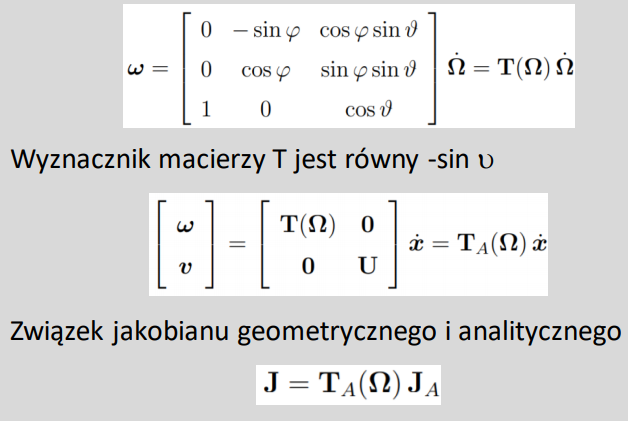 ω = [ 0 − sin φ cos φ sin ϑ
0 cos φ sin φ sin ϑ
1 0 cos ϑ ] Ω̇ = T(Ω) Ω̇
Wyznacznik macierzy T jest równy -sin υ
[ ω
v ] = [ T(Ω) 0
0 U ] ẋ = T_A(Ω) ẋ
Związek jakobianu geometrycznego i analitycznego
J = T_A(Ω) J_A